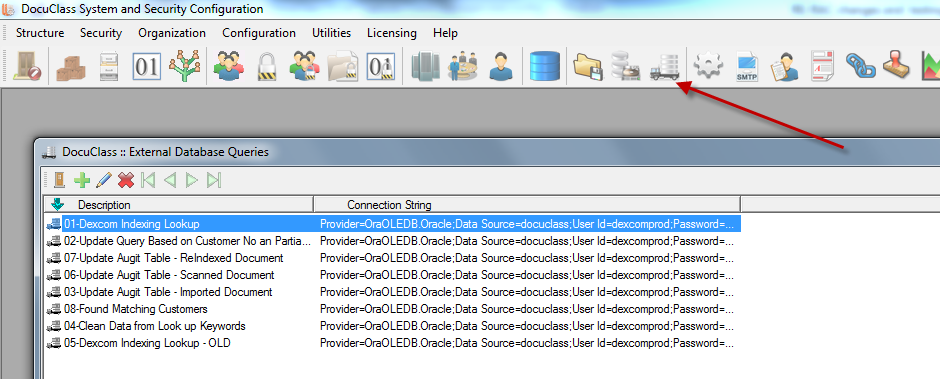 DocuClass System and Security Configuration
Structure Security Organization Configuration Utilities Licensing Help
01 01 SMTP
DocuClass :: External Database Queries
Description Connection String
01-Dexcom Indexing Lookup Provider=OraOLEDB.Oracle;Data Source=docuclass;User Id=dexcomprod;Password=...
02-Update Query Based on Customer No an Partia... Provider=OraOLEDB.Oracle;Data Source=docuclass;User Id=dexcomprod;Password=...
07-Update Augit Table - ReIndexed Document Provider=OraOLEDB.Oracle;Data Source=docuclass;User Id=dexcomprod;Password=...
06-Update Augit Table - Scanned Document Provider=OraOLEDB.Oracle;Data Source=docuclass;User Id=dexcomprod;Password=...
03-Update Augit Table - Imported Document Provider=OraOLEDB.Oracle;Data Source=docuclass;User Id=dexcomprod;Password=...
08-Found Matching Customers Provider=OraOLEDB.Oracle;Data Source=docuclass;User Id=dexcomprod;Password=...
04-Clean Data from Look up Keywords Provider=OraOLEDB.Oracle;Data Source=docuclass;User Id=dexcomprod;Password=...
05-Dexcom Indexing Lookup - OLD Provider=OraOLEDB.Oracle;Data Source=docuclass;User Id=dexcomprod;Password=...